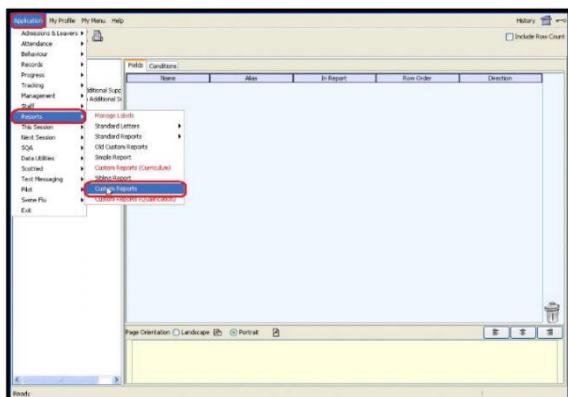 Application My Profile My Menu Help
History
Include Row Count
Admissions & Leavers
Attendance
Behaviour
Records
Progress
Tracking
Management
Staff
Reports
This Session
Next Session
SQA
Data Utilities
ScotXed
Text Messaging
Pilot
Swine Flu
Exit
Manage Labels
Standard Letters
Standard Reports
Old Custom Reports
Simple Report
Custom Reports (Curriculum)
Sibling Report
Custom Reports
Custom Reports (Qualification)
Fields Conditions
Name Alias In Report Row Order Direction
Page Orientation Landscape Portrait
Ready